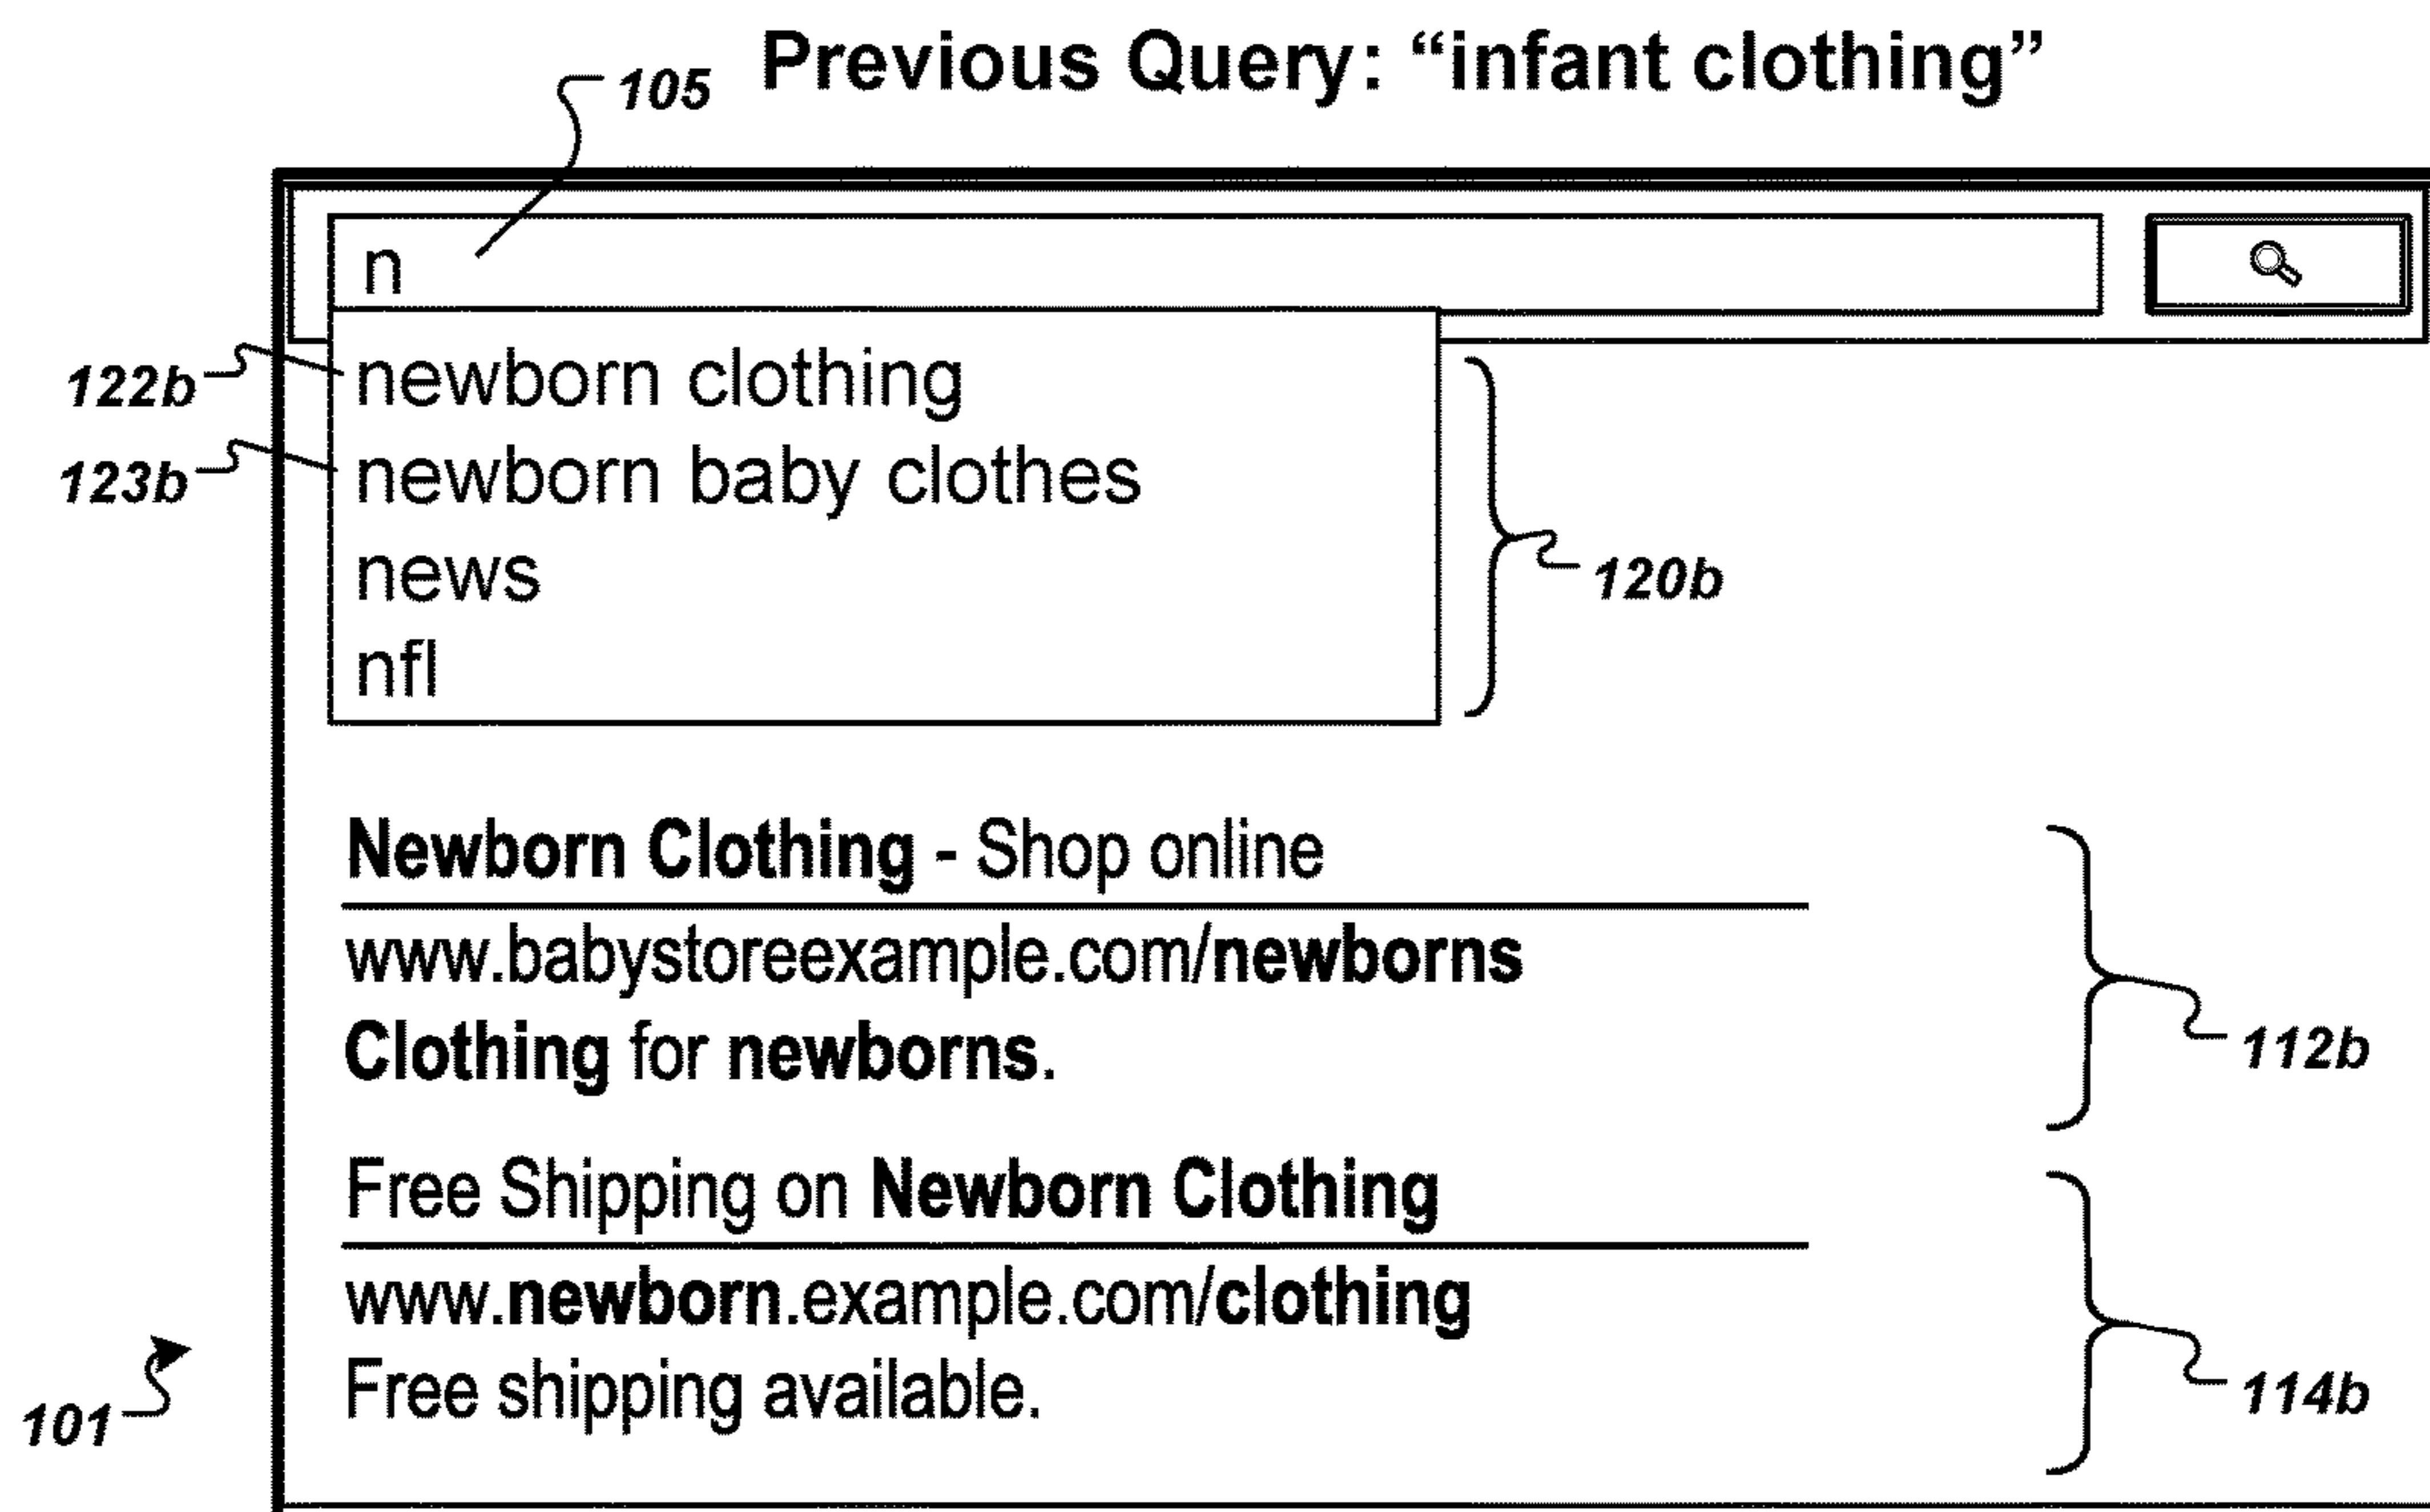 105 Previous Query: “infant clothing”
n
122b newborn clothing
123b newborn baby clothes
news
120b
nfl
Newborn Clothing - Shop online
www.babystoreexample.com/newborns
Clothing for newborns.
112b
Free Shipping on Newborn Clothing
www.newborn.example.com/clothing
Free shipping available.
114b
101